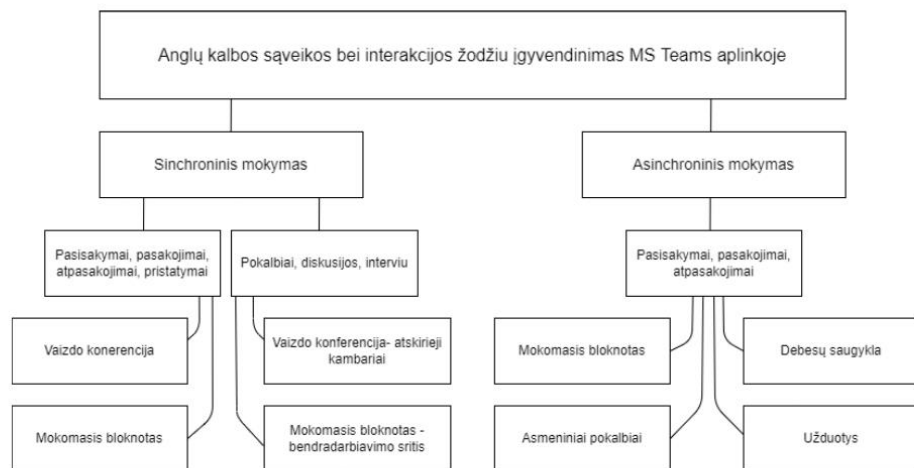 Anglų kalbos sąveikos bei interakcijos žodžiu įgyvendinimas MS Teams aplinkoje
Sinchroninis mokymas
Asinchroninis mokymas
Pasisakymai, pasakojimai,
atpasakojimai, pristatymai
Pokalbiai, diskusijos, interviu
Pasisakymai, pasakojimai,
atpasakojimai
Vaizdo konerencija
Vaizdo konferencija- atskirieji
kambariai
Mokomasis bloknotas
Debesų saugykla
Mokomasis bloknotas
Mokomasis bloknotas -
bendradarbiavimo sritis
Asmeniniai pokalbiai
Užduotys